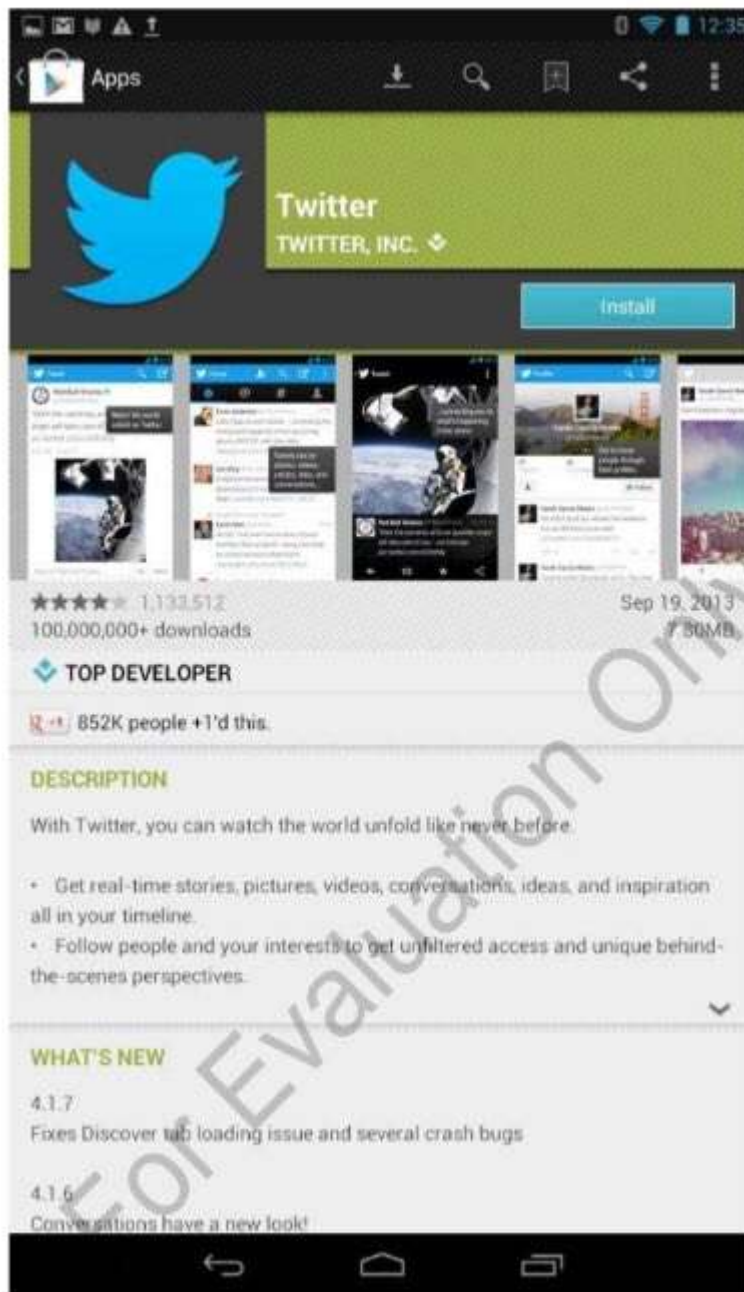 12:35
Apps
Twitter
TWITTER, INC.
Install
1,133,512
Sep 19, 2013
100,000,000+ downloads
7.80MB
TOP DEVELOPER
+1
852K people +1'd this.
DESCRIPTION
With Twitter, you can watch the world unfold like never before.
• Get real-time stories, pictures, videos, conversations, ideas, and inspiration
all in your timeline.
• Follow people and your interests to get unfiltered access and unique behind-
the-scenes perspectives.
WHAT'S NEW
4.1.7
Fixes Discover tab loading issue and several crash bugs
4.1.6
Conversations have a new look!
For Evaluation Only